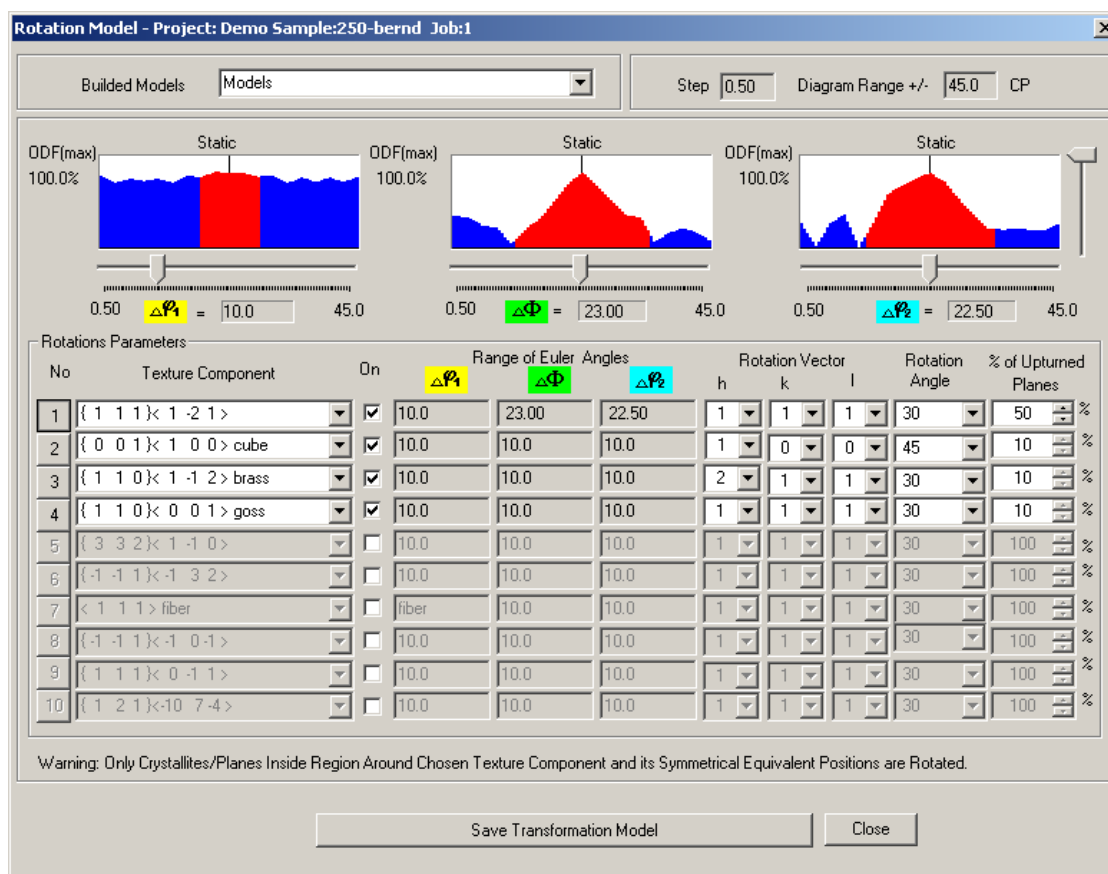 Rotation Model - Project: Demo Sample:250-bernd Job:1
Builded Models Models Step 0.50 Diagram Range +/- 45.0 CP
Static Static Static
ODF(max) ODF(max) ODF(max)
100.0% 100.0% 100.0%
0.50 △φ1 = 10.0 45.0 0.50 △Φ = 23.00 45.0 0.50 △φ2 = 22.50 45.0
Rotations Parameters
No Texture Component On Range of Euler Angles Rotation Vector Rotation Angle % of Upturned Planes
△φ1 △Φ △φ2 h k l
1 { 1 1 1}< 1 -2 1 > 10.0 23.00 22.50 1 1 1 30 50 %
2 { 0 0 1}< 1 0 0 > cube 10.0 10.0 10.0 1 0 0 45 10 %
3 { 1 1 0}< 1 -1 2 > brass 10.0 10.0 10.0 2 1 1 30 10 %
4 { 1 1 0}< 0 0 1 > goss 10.0 10.0 10.0 1 1 1 30 10 %
5 { 3 3 2}< 1 -1 0 > 10.0 10.0 10.0 1 1 1 30 100 %
6 {-1 -1 1}<-1 3 2 > 10.0 10.0 10.0 1 1 1 30 100 %
7 < 1 1 1 > fiber fiber 10.0 10.0 1 1 1 30 100 %
8 {-1 -1 1}<-1 0 -1 > 10.0 10.0 10.0 1 1 1 30 100 %
9 { 1 1 1}< 0 -1 1 > 10.0 10.0 10.0 1 1 1 30 100 %
10 { 1 2 1}<-10 7 -4 > 10.0 10.0 10.0 1 1 1 30 100 %
Warning: Only Crystallites/Planes Inside Region Around Chosen Texture Component and its Symmetrical Equivalent Positions are Rotated.
Save Transformation Model Close